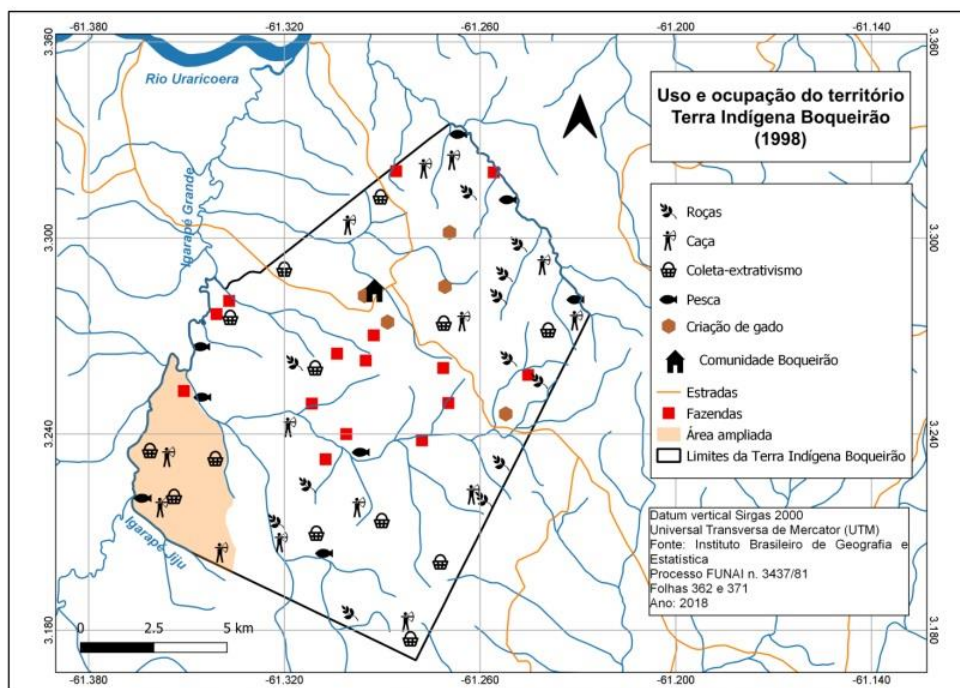 -61.380
-61.320
-61.260
-61.200
-61.140
3.360
3.360
Rio Uraricoera
Uso e ocupação do território
Terra Indígena Boqueirão
(1998)
Igarapé Grande
3.300
3.300
Roças
Caça
Coleta-extrativismo
Pesca
Criação de gado
Comunidade Boqueirão
Estradas
Fazendas
Área ampliada
Limites da Terra Indígena Boqueirão
3.240
3.240
Igarapé Jiju
Datum vertical Sirgas 2000
Universal Transversa de Mercator (UTM)
Fonte: Instituto Brasileiro de Geografia e
Estatística
Processo FUNAI n. 3437/81
Folhas 362 e 371
Ano: 2018
3.180
3.180
0 2.5 5 km
-61.380
-61.320
-61.260
-61.200
-61.140